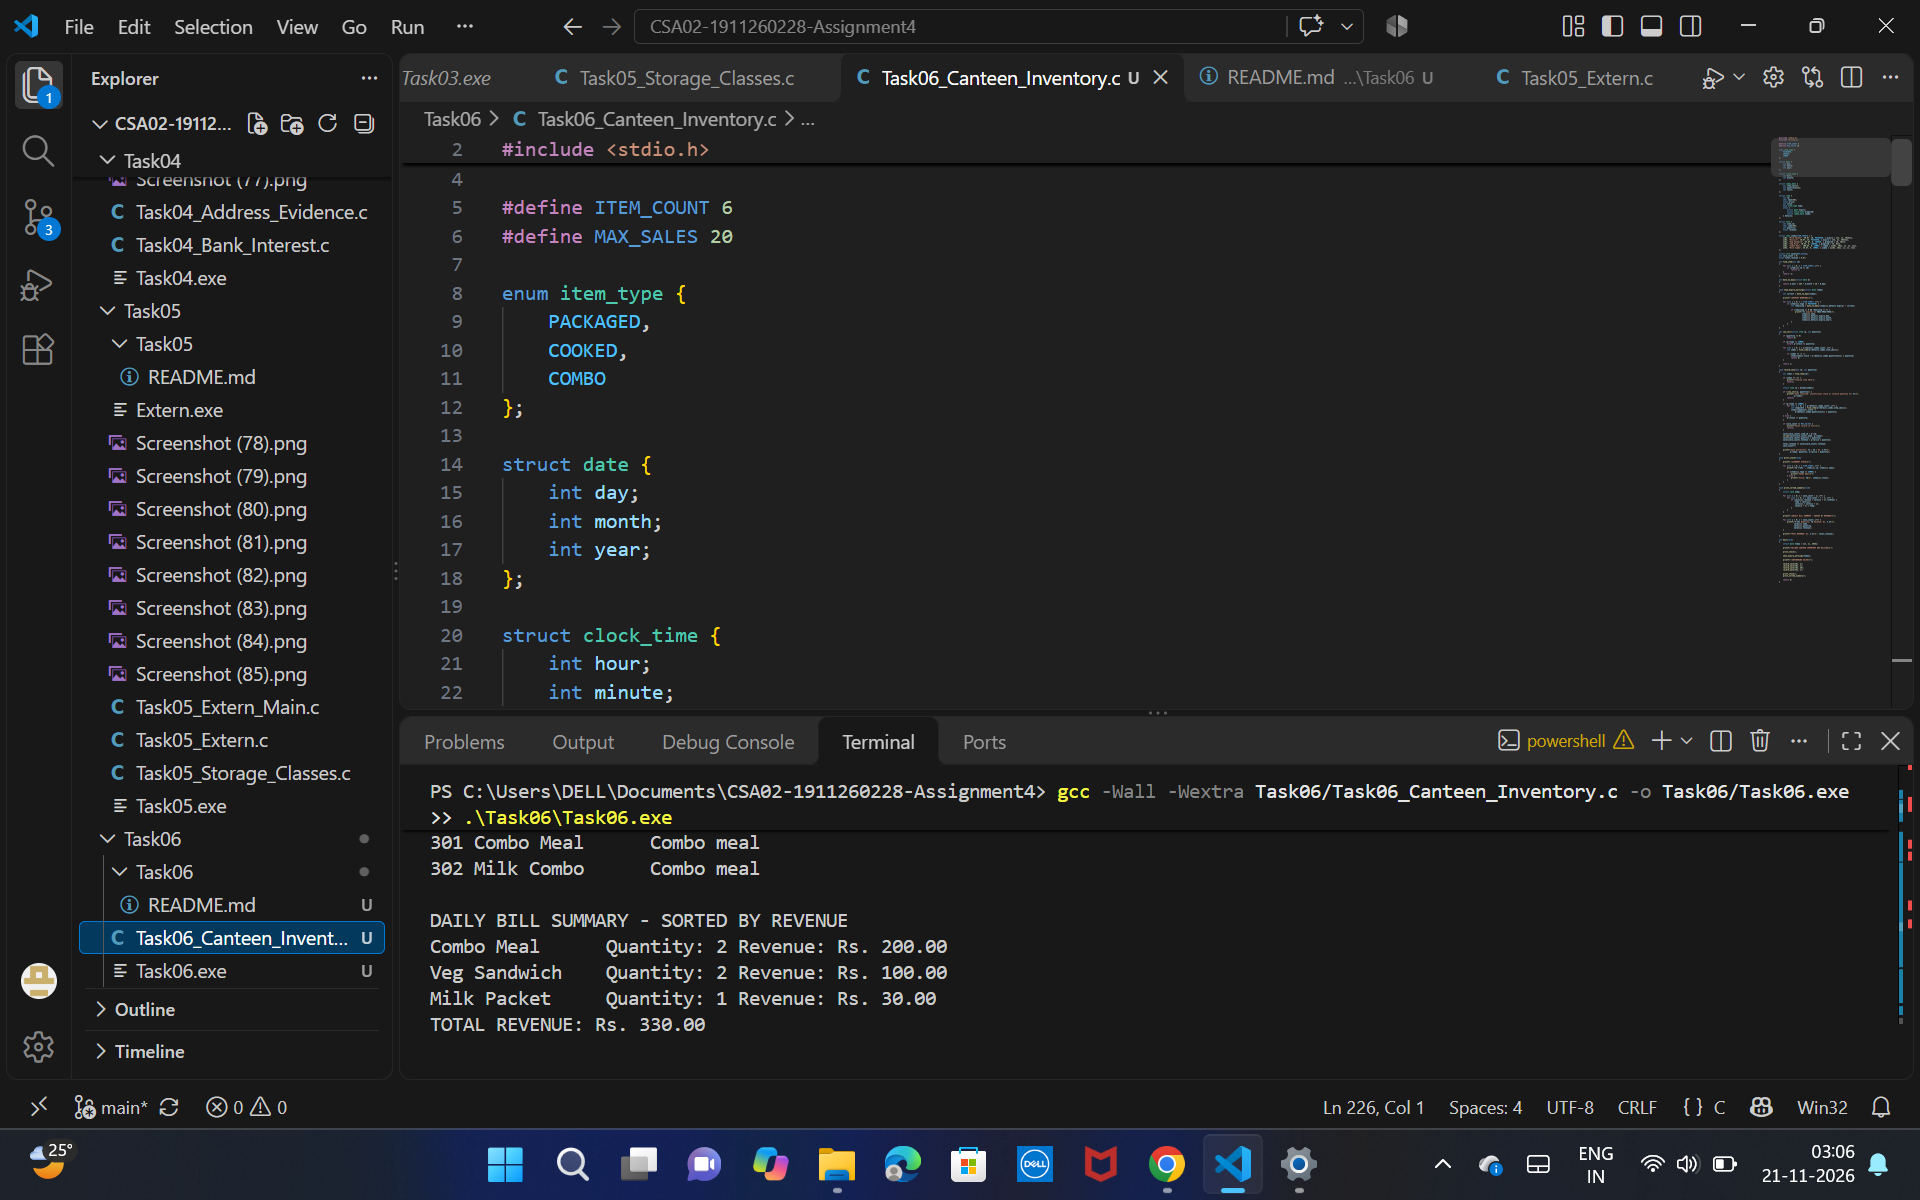 File Edit Selection View Go Run ...
CSA02-1911260228-Assignment4
Explorer
CSA02-19112...
Task04
Screenshot (77).png
Task04_Address_Evidence.c
Task04_Bank_Interest.c
Task04.exe
Task05
Task05
README.md
Extern.exe
Screenshot (78).png
Screenshot (79).png
Screenshot (80).png
Screenshot (81).png
Screenshot (82).png
Screenshot (83).png
Screenshot (84).png
Screenshot (85).png
Task05_Extern_Main.c
Task05_Extern.c
Task05_Storage_Classes.c
Task05.exe
Task06
Task06
README.md U
Task06_Canteen_Invent... U
Task06.exe U
Outline
Timeline
1
3
Task03.exe C Task05_Storage_Classes.c C Task06_Canteen_Inventory.c U README.md ...\Task06 U C Task05_Extern.c
Task06 > C Task06_Canteen_Inventory.c > ...
2 #include <stdio.h>
4
5 #define ITEM_COUNT 6
6 #define MAX_SALES 20
7
8 enum item_type {
9 PACKAGED,
10 COOKED,
11 COMBO
12 };
13
14 struct date {
15 int day;
16 int month;
17 int year;
18 };
19
20 struct clock_time {
21 int hour;
22 int minute;
Problems Output Debug Console Terminal Ports
powershell
PS C:\Users\DELL\Documents\CSA02-1911260228-Assignment4> gcc -Wall -Wextra Task06/Task06_Canteen_Inventory.c -o Task06/Task06.exe
>> .\Task06\Task06.exe
301 Combo Meal Combo meal
302 Milk Combo Combo meal
DAILY BILL SUMMARY - SORTED BY REVENUE
Combo Meal Quantity: 2 Revenue: Rs. 200.00
Veg Sandwich Quantity: 2 Revenue: Rs. 100.00
Milk Packet Quantity: 1 Revenue: Rs. 30.00
TOTAL REVENUE: Rs. 330.00
main* 0 0 Ln 226, Col 1 Spaces: 4 UTF-8 CRLF {} C Win32
25°
DELL
ENG
IN
03:06
21-11-2026